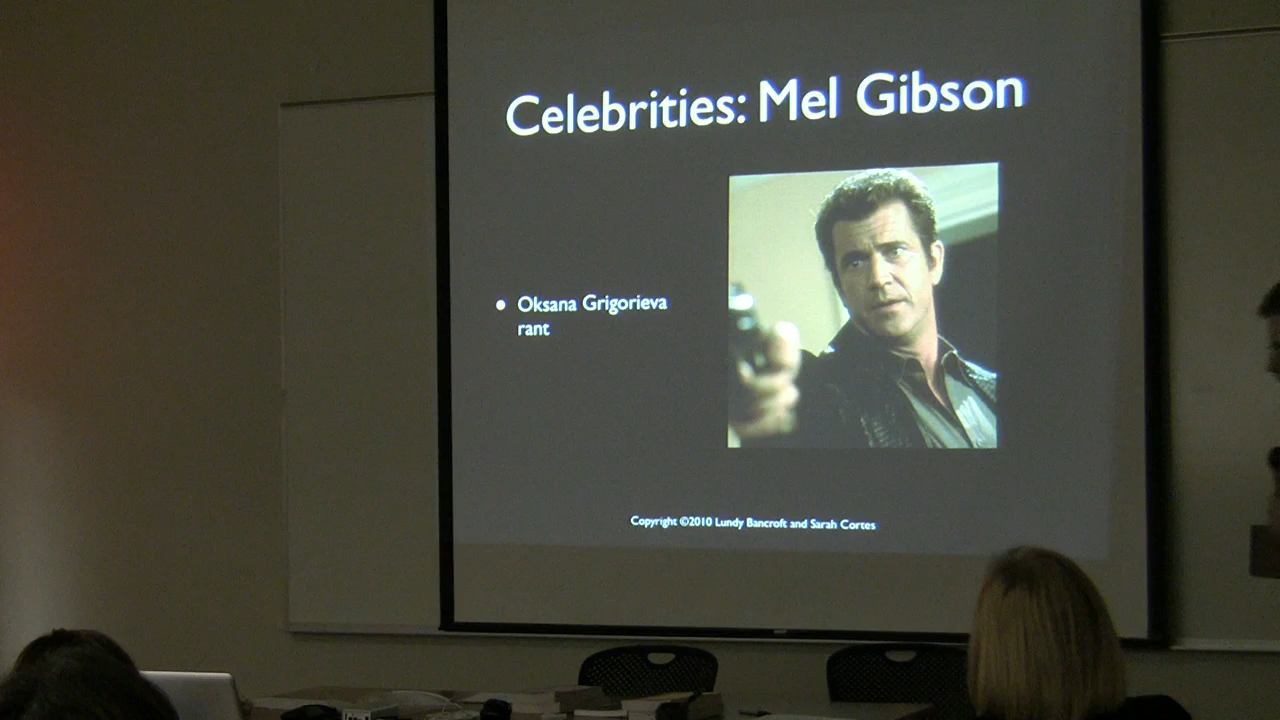 Celebrities: Mel Gibson
• Oksana Grigorieva
rant
Copyright ©2010 Lundy Bancroft and Sarah Cortes